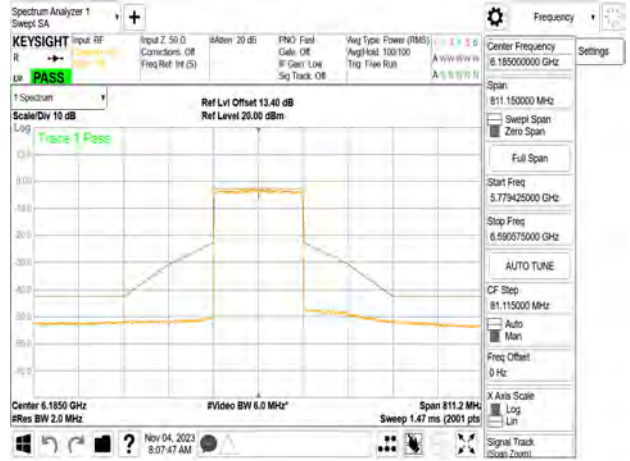 Spectrum Analyzer 1
Swept SA
+
Frequency
KEYSIGHT
Input: RF
R
PASS
Input Z: 50 Ω
Corrections: Off
Freq Ref: Int (S)
#Atten: 20 dB
PNO: Fast
Gate: Off
IF Gain: Low
Sig Track: Off
Avg Type: Power (RMS)
Avg|Hold: 100/100
Trig: Free Run
Center Frequency
6.185000000 GHz
Settings
Span
811.150000 MHz
Swept Span
Zero Span
Full Span
Start Freq
5.779425000 GHz
Stop Freq
6.590575000 GHz
AUTO TUNE
CF Step
81.115000 MHz
Auto
Man
Freq Offset
0 Hz
X Axis Scale
Log
Lin
Signal Track
(Span Zoom)
1 Spectrum
Scale/Div 10 dB
Ref Lvl Offset 13.40 dB
Ref Level 20.00 dBm
Log
Trace 1 Pass
Center 6.1850 GHz
#Res BW 2.0 MHz
#Video BW 6.0 MHz*
Span 811.2 MHz
Sweep 1.47 ms (2001 pts)
?
Nov 04, 2023
8:07:47 AM